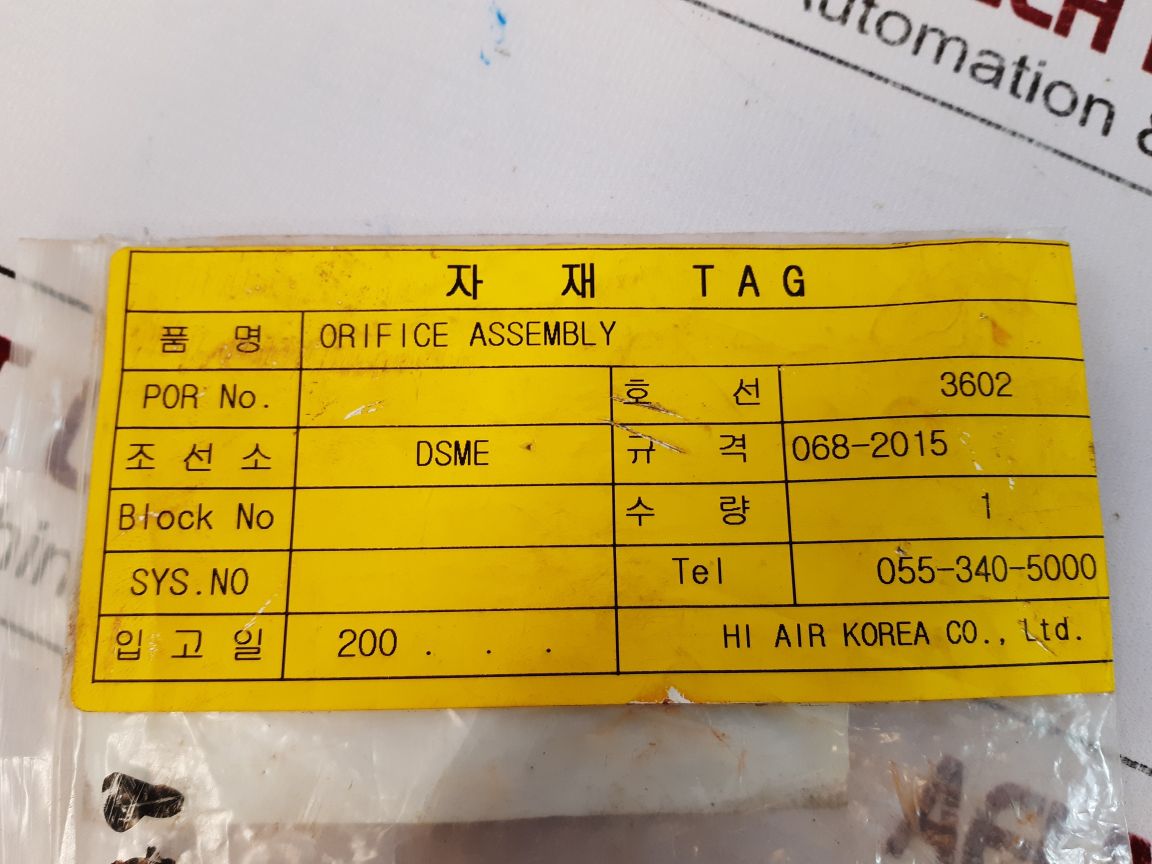 Automation &
자 재 TAG
품 명 ORIFICE ASSEMBLY
POR No. 호 선 3602
조 선 소 DSME 규 격 068-2015
Block No 수 량 1
SYS.NO Tel 055-340-5000
입 고 일 200 . . . HI AIR KOREA CO., Ltd.